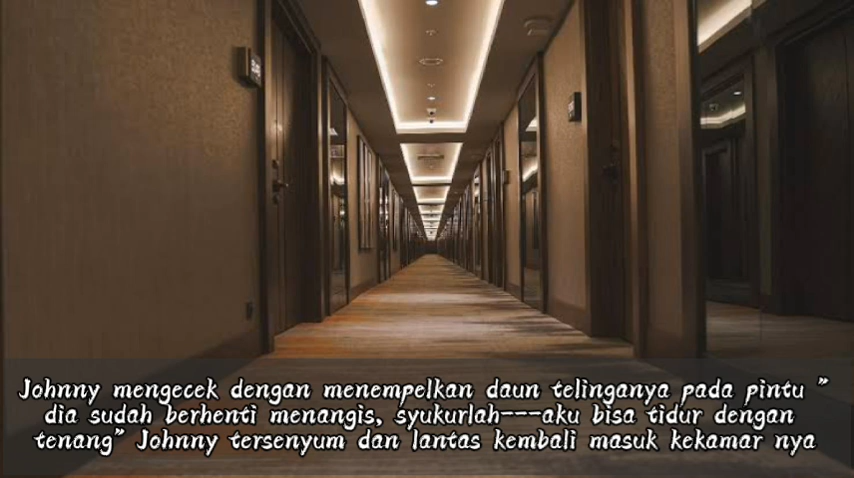 Johnny mengecek dengan menempelkan daun telinganya pada pintu "
dia sudah berhenti menangis, syukurlah---aku bisa tidur dengan
tenang" Johnny tersenyum dan lantas kembali masuk kekamar nya